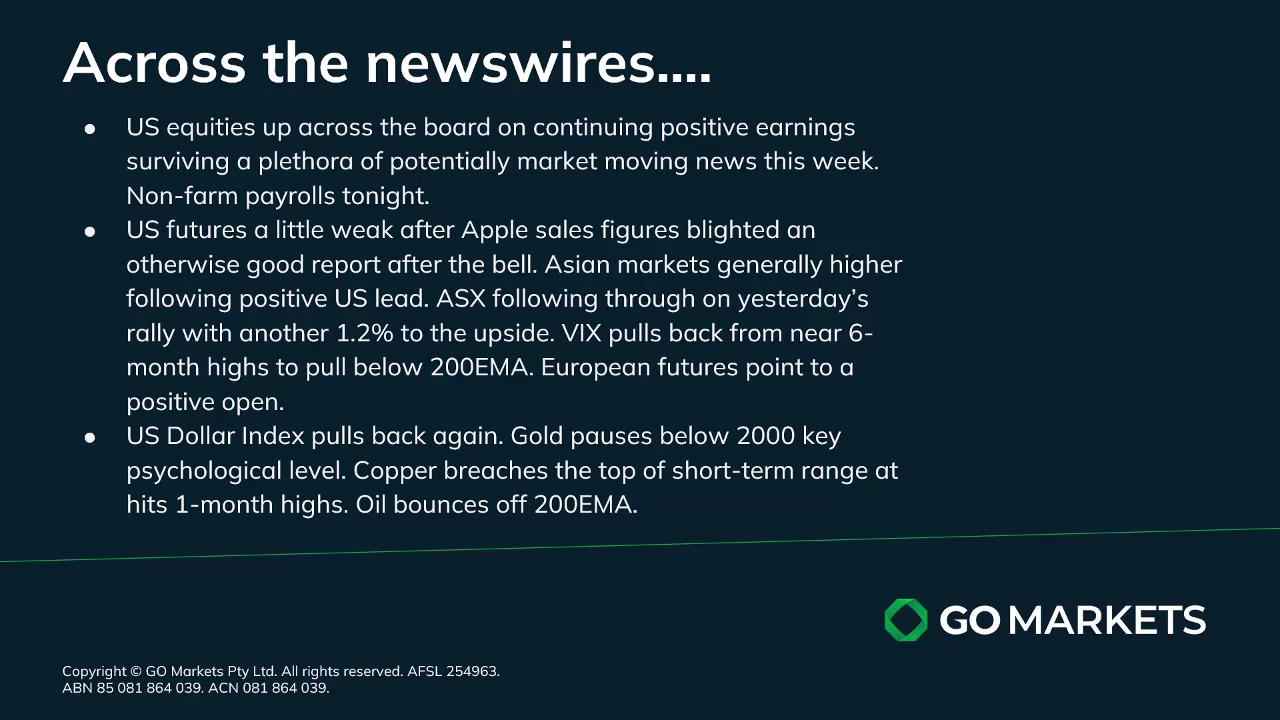 Across the newswires....
● US equities up across the board on continuing positive earnings
surviving a plethora of potentially market moving news this week.
Non-farm payrolls tonight.
● US futures a little weak after Apple sales figures blighted an
otherwise good report after the bell. Asian markets generally higher
following positive US lead. ASX following through on yesterday's
rally with another 1.2% to the upside. VIX pulls back from near 6-
month highs to pull below 200EMA. European futures point to a
positive open.
● US Dollar Index pulls back again. Gold pauses below 2000 key
psychological level. Copper breaches the top of short-term range at
hits 1-month highs. Oil bounces off 200EMA.
GO MARKETS
Copyright © GO Markets Pty Ltd. All rights reserved. AFSL 254963.
ABN 85 081 864 039. ACN 081 864 039.